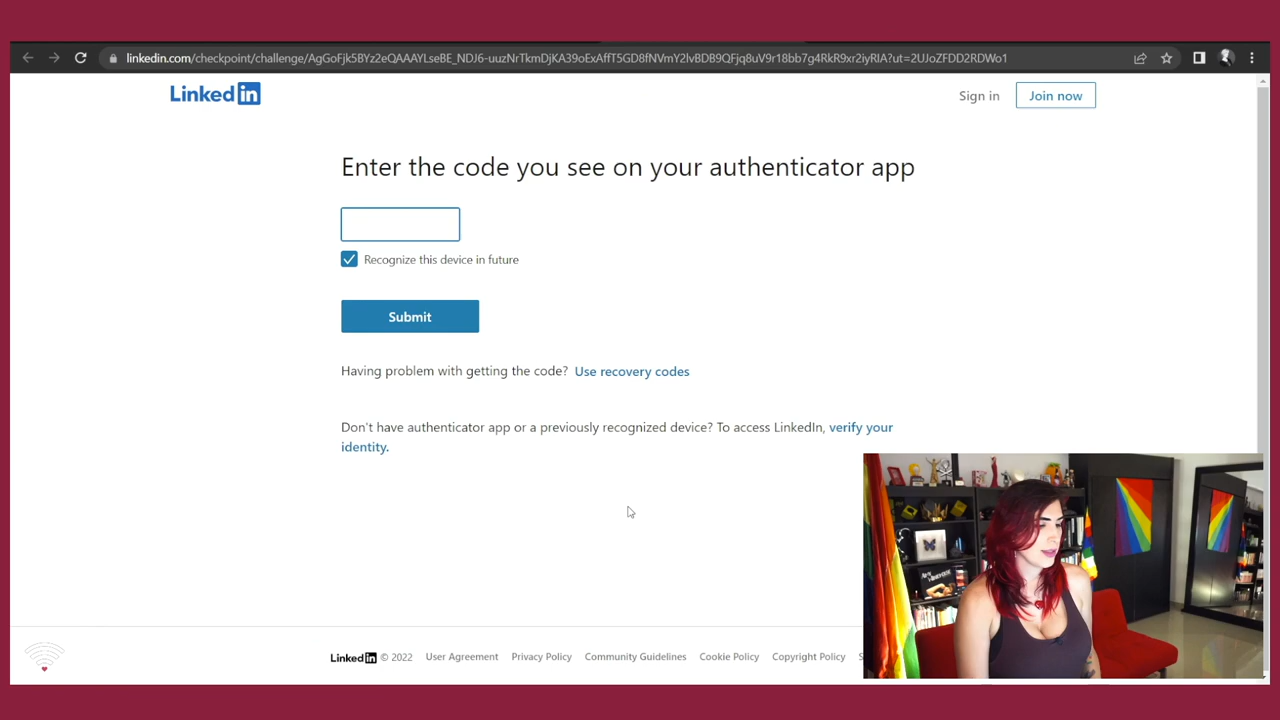 linkedin.com/checkpoint/challenge/AgGoFjk5BYz2eQAAAYLseBE_NDJ6-uuzNrTkmDjKA39oExAffT5GD8fNVmY2lvBDB9QFjq8uV9r18bb7g4RkR9xr2iyRIA?ut=2UJoZFDD2RDWo1
Linked in
Sign in
Join now
Enter the code you see on your authenticator app
Recognize this device in future
Submit
Having problem with getting the code? Use recovery codes
Don't have authenticator app or a previously recognized device? To access LinkedIn, verify your
identity.
Linked in © 2022 User Agreement Privacy Policy Community Guidelines Cookie Policy Copyright Policy